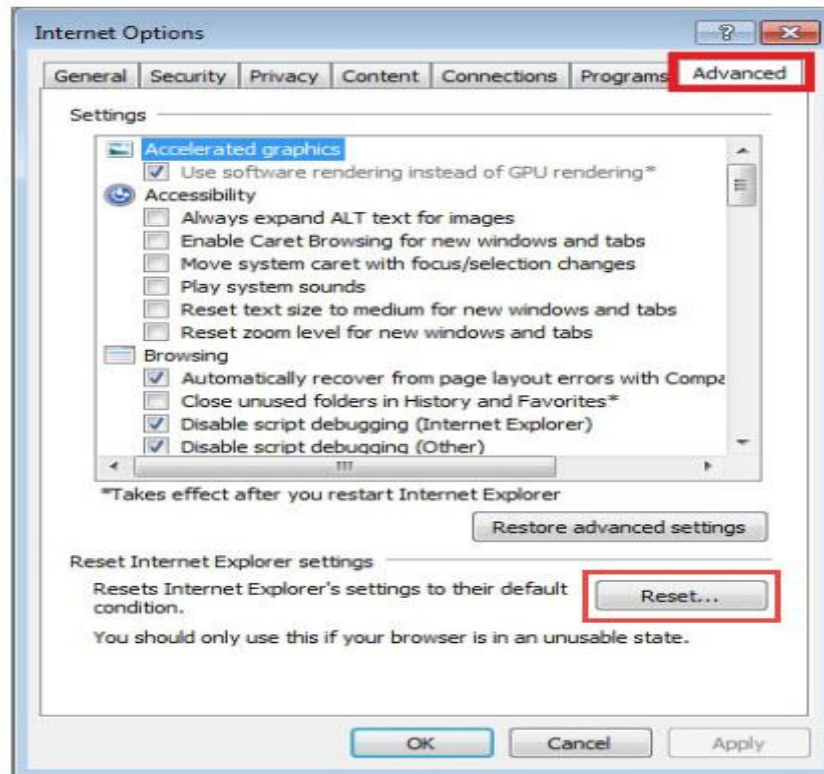 Internet Options
General Security Privacy Content Connections Programs Advanced
Settings
Accelerated graphics
Use software rendering instead of GPU rendering*
Accessibility
Always expand ALT text for images
Enable Caret Browsing for new windows and tabs
Move system caret with focus/selection changes
Play system sounds
Reset text size to medium for new windows and tabs
Reset zoom level for new windows and tabs
Browsing
Automatically recover from page layout errors with Compa
Close unused folders in History and Favorites*
Disable script debugging (Internet Explorer)
Disable script debugging (Other)
*Takes effect after you restart Internet Explorer
Restore advanced settings
Reset Internet Explorer settings
Resets Internet Explorer's settings to their default
condition.
Reset...
You should only use this if your browser is in an unusable state.
OK Cancel Apply